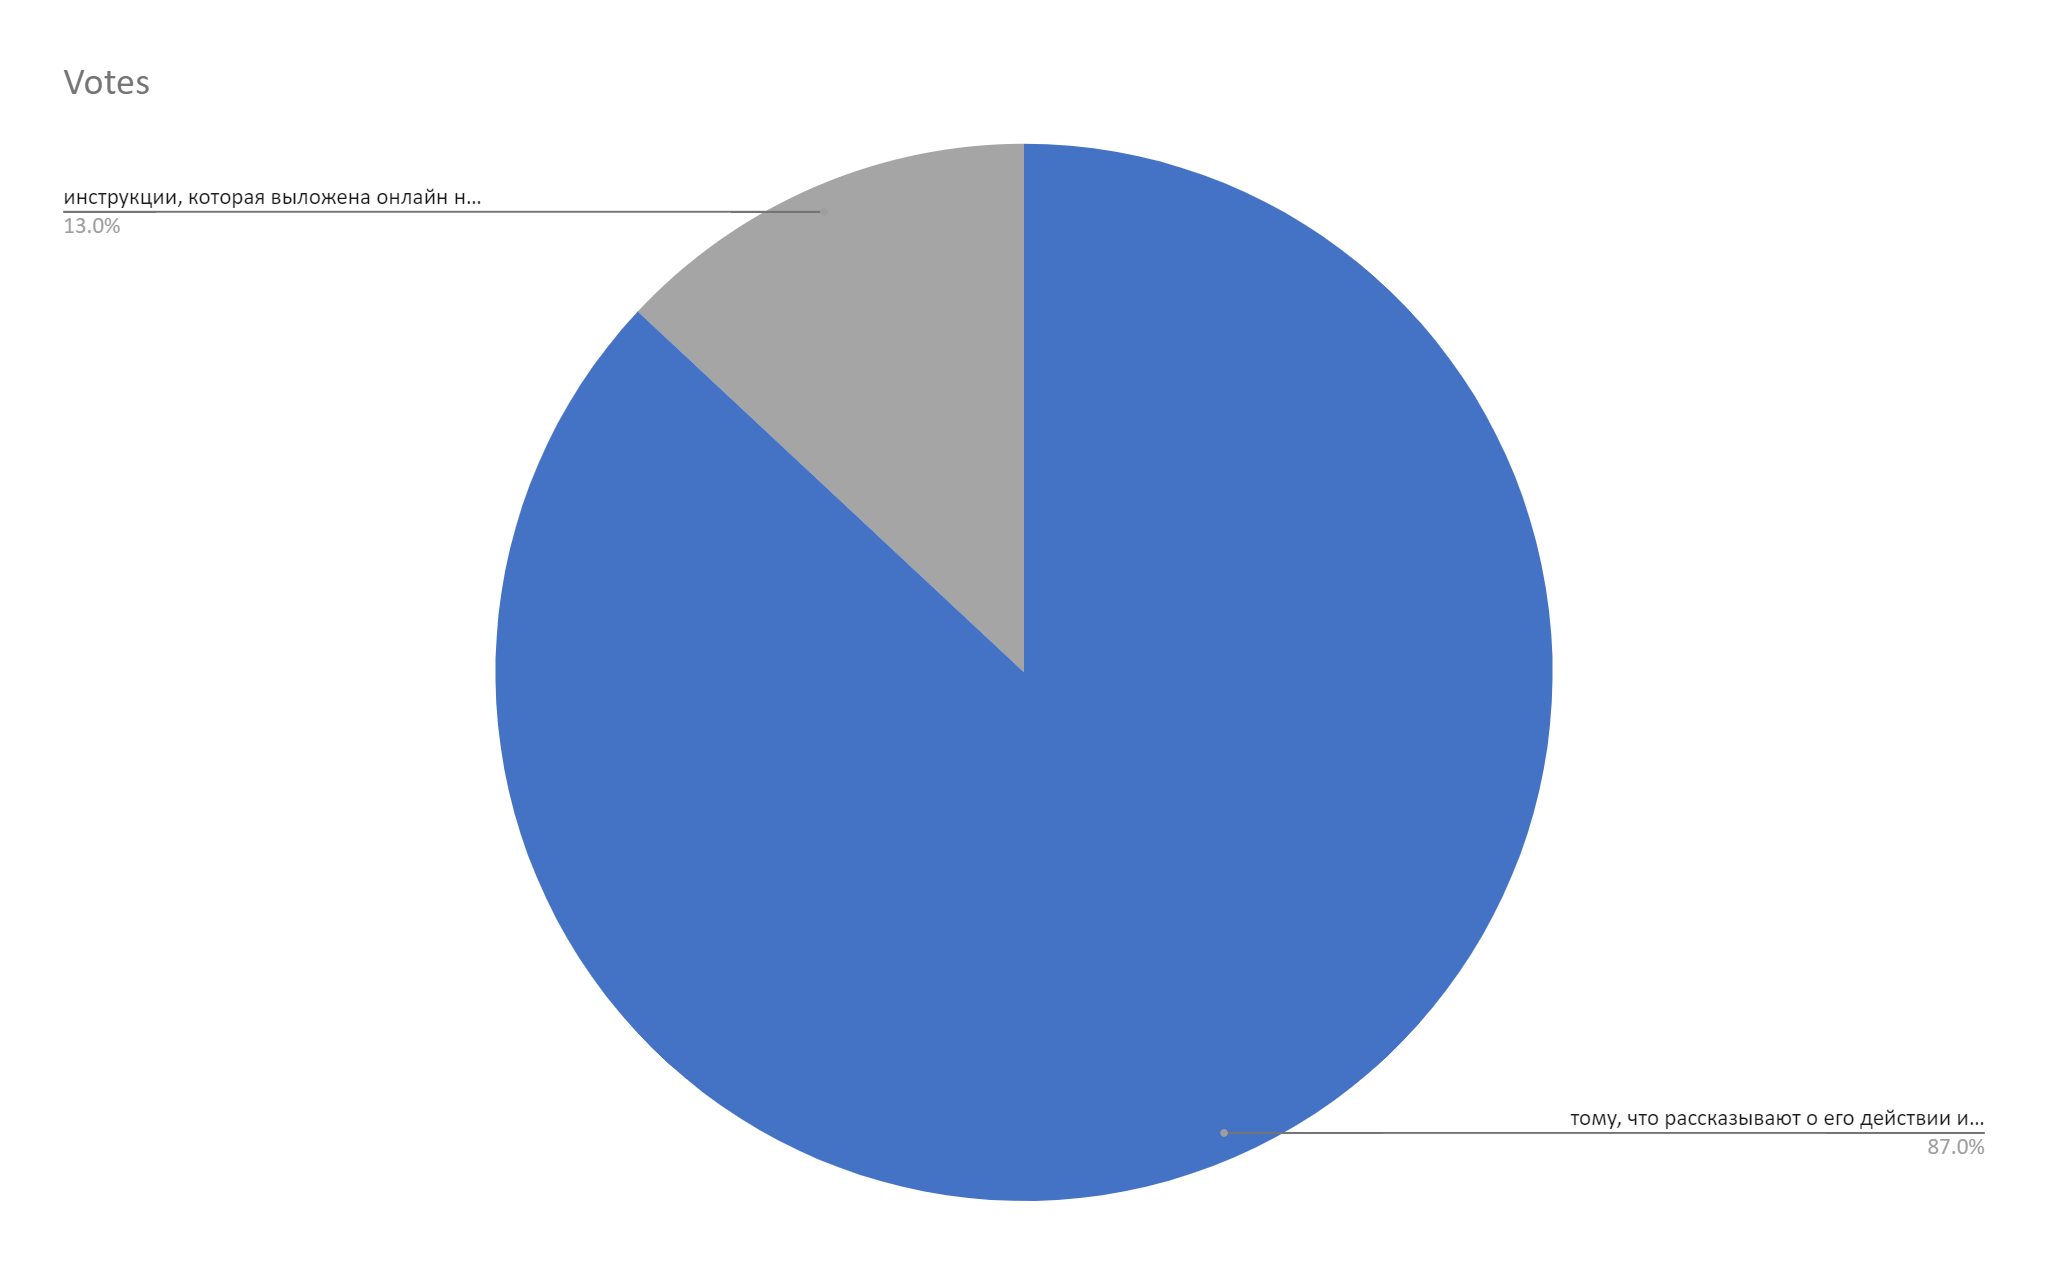 Votes
инструкции, которая выложена онлайн н...
13.0%
тому, что рассказывают о его действии и...
87.0%